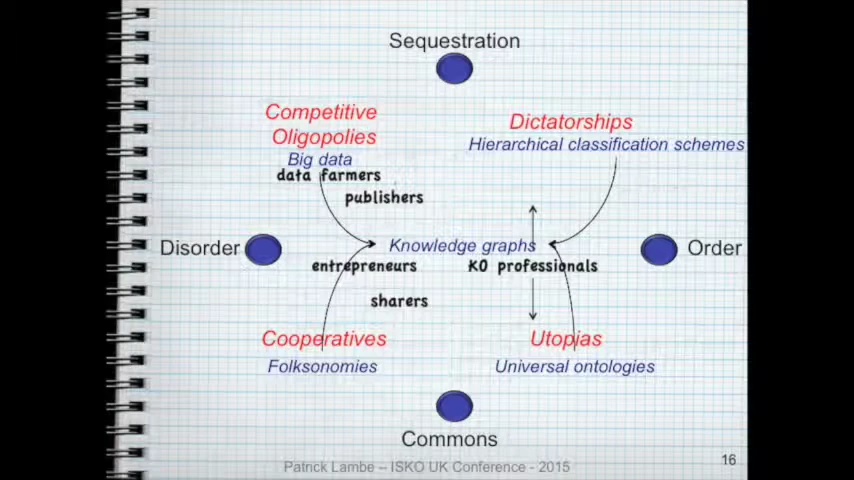 Sequestration
Competitive
Oligopolies
Big data
data farmers
publishers
Dictatorships
Hierarchical classification schemes
Disorder
Knowledge graphs
Order
entrepreneurs
KO professionals
sharers
Cooperatives
Folksonomies
Utopias
Universal ontologies
Commons
Patrick Lambe – ISKO UK Conference - 2015
16